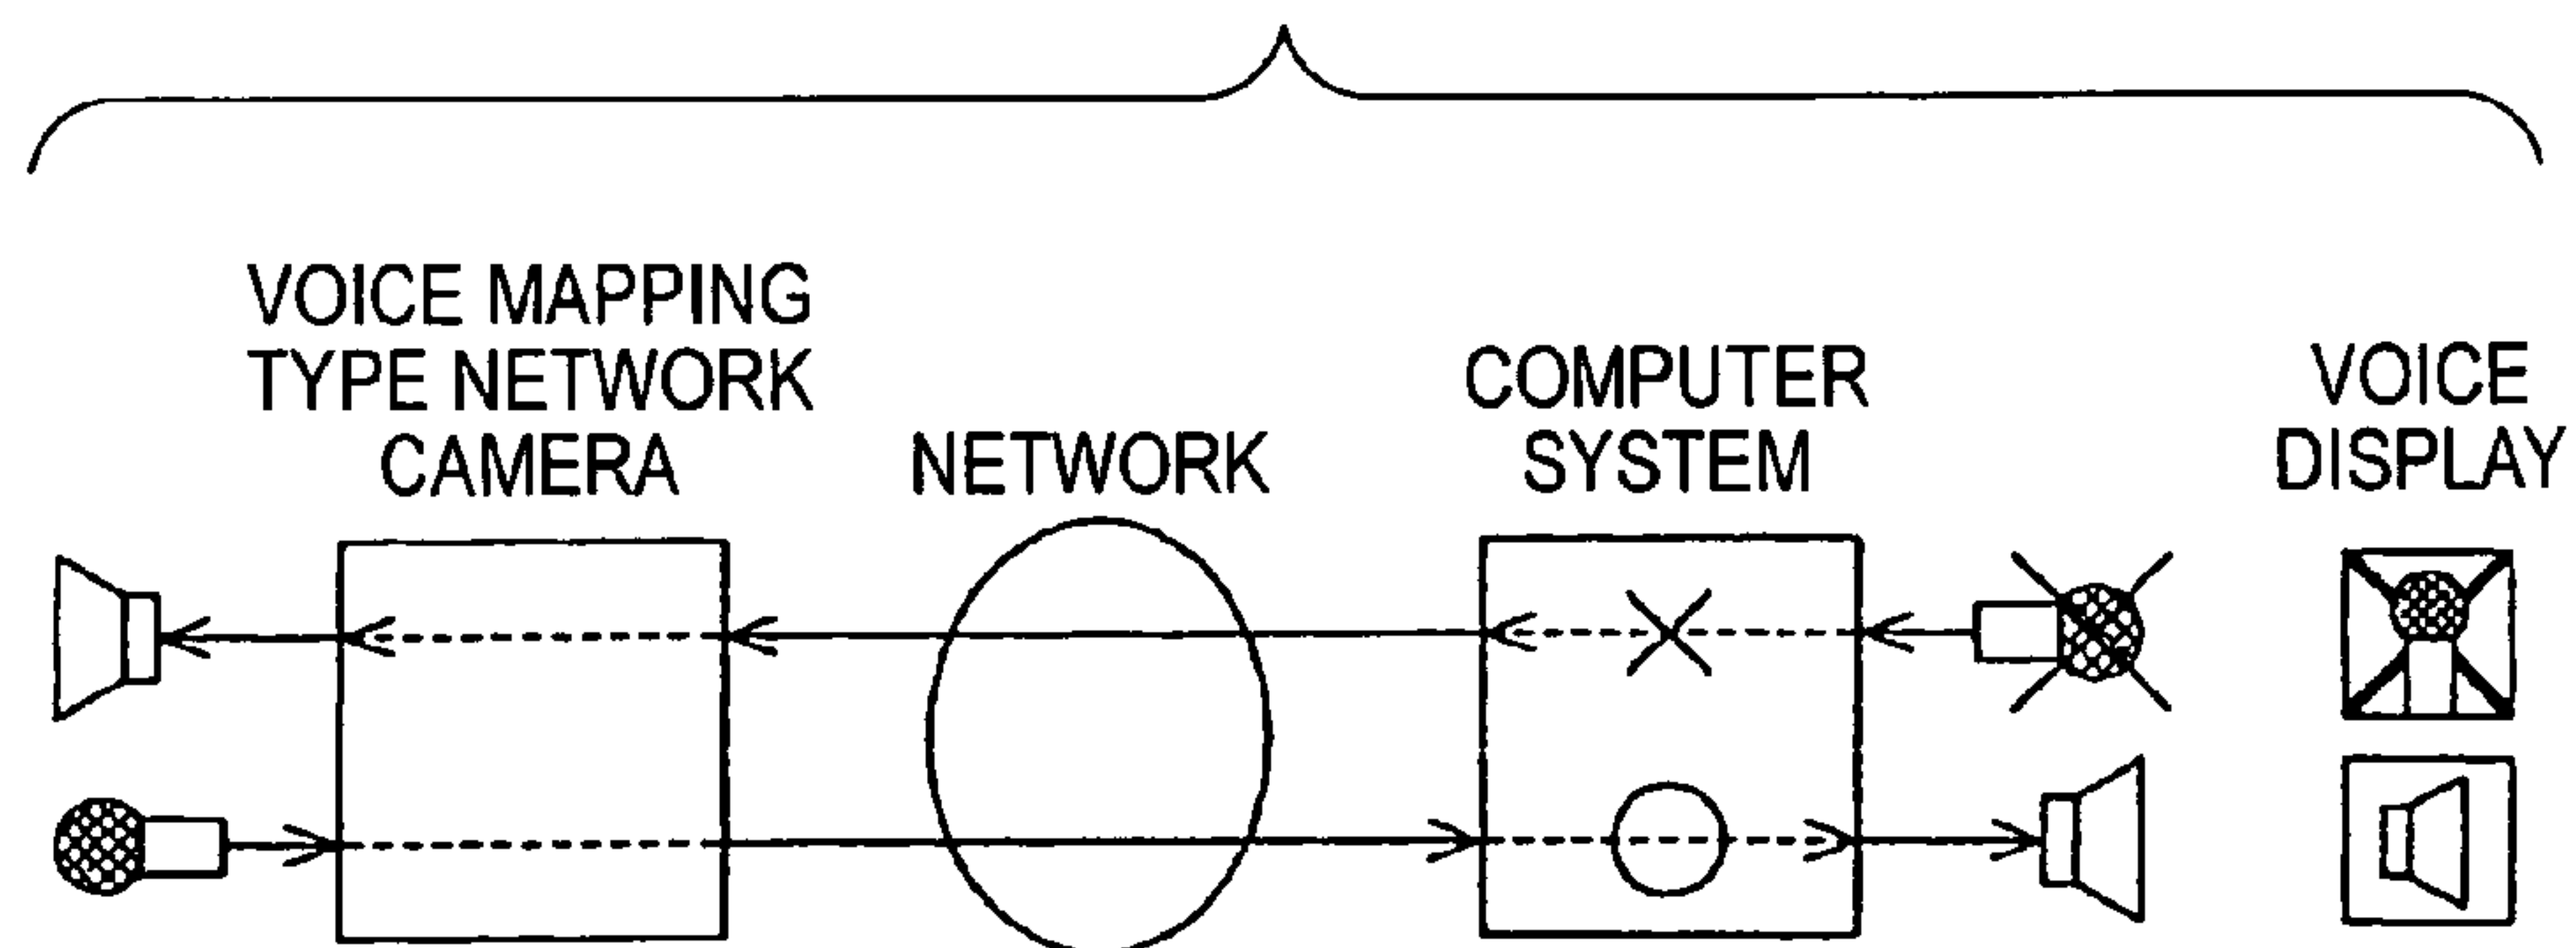 VOICE MAPPING
TYPE NETWORK
CAMERA
NETWORK
COMPUTER
SYSTEM
VOICE
DISPLAY